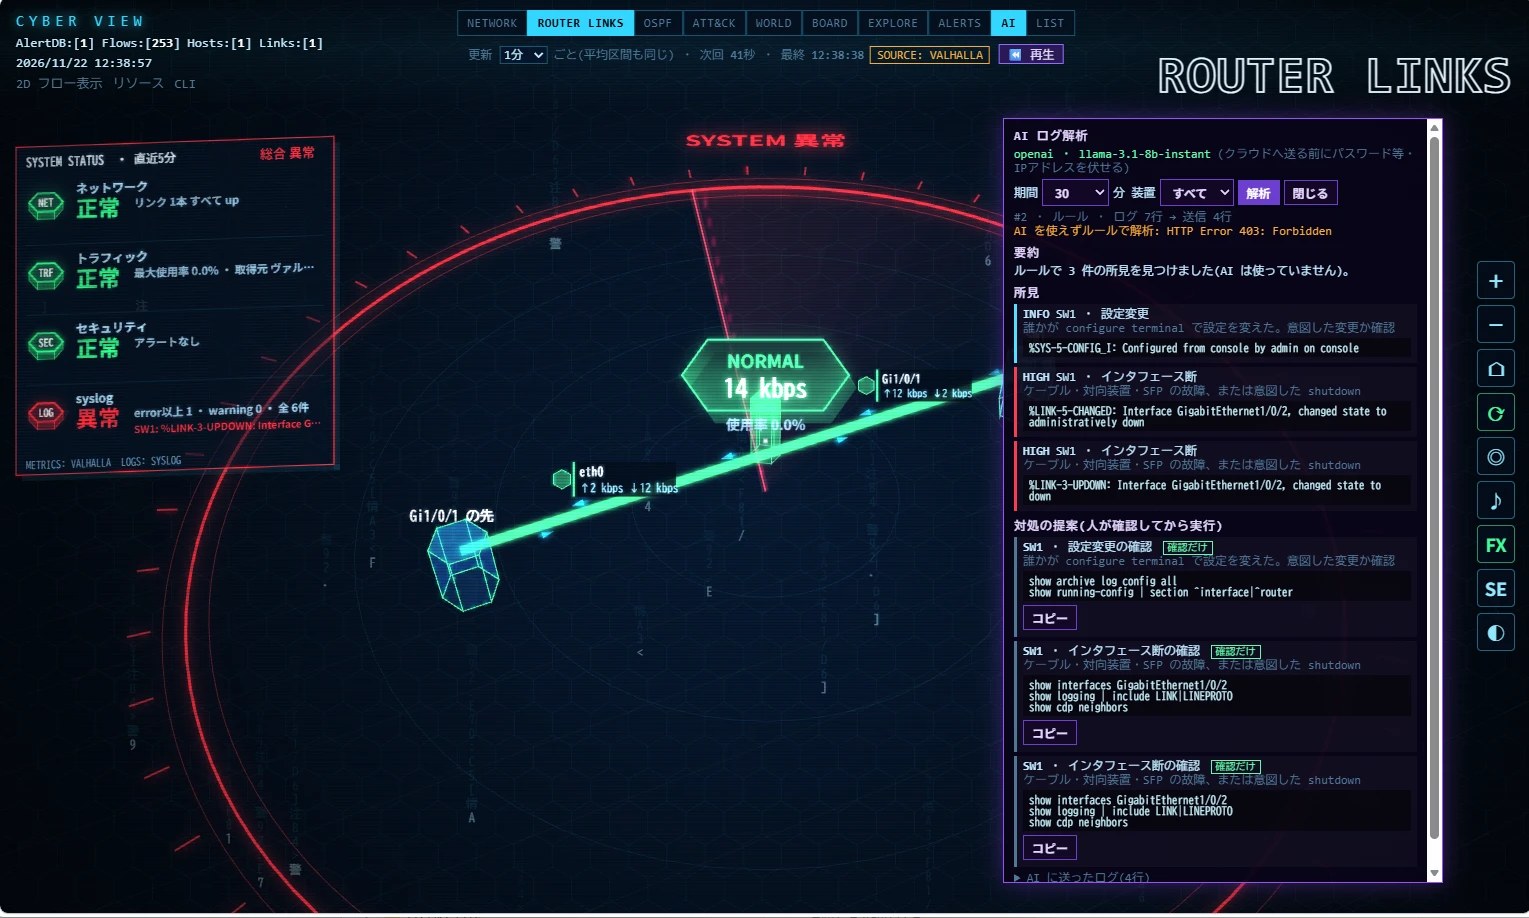 CYBER VIEW
AlertDB:[1] Flows:[253] Hosts:[1] Links:[1]
2026/11/22 12:38:57
2D フロー表示 リソース CLI
NETWORK ROUTER LINKS OSPF ATT&CK WORLD BOARD EXPLORE ALERTS AI LIST
更新 1分 ごと(平均区間も同じ) ・ 次回 41秒 ・ 最終 12:38:38 SOURCE: VALHALLA ⏪ 再生
ROUTER LINKS
SYSTEM 異常
SYSTEM STATUS ・ 直近5分 総合 異常
NET
ネットワーク
正常
リンク 1本 すべて up
TRF
トラフィック
正常
最大使用率 0.0% ・ 取得元 ヴァル…
SEC
セキュリティ
正常
アラートなし
LOG
syslog
異常
error以上 1 ・ warning 0 ・ 全 6件
SW1: %LINK-3-UPDOWN: Interface G…
METRICS: VALHALLA LOGS: SYSLOG
NORMAL
14 kbps
使用率 0.0%
Gi1/0/1
↑12 kbps ↓2 kbps
eth0
↑2 kbps ↓12 kbps
Gi1/0/1 の先
AI ログ解析
openai ・ llama-3.1-8b-instant (クラウドへ送る前にパスワード等・
IPアドレスを伏せる)
期間 30 分 装置 すべて 解析 閉じる
#2 ・ ルール ・ ログ 7行 → 送信 4行
AI を使えずルールで解析: HTTP Error 403: Forbidden
要約
ルールで 3 件の所見を見つけました(AI は使っていません)。
所見
INFO SW1 ・ 設定変更
誰かが configure terminal で設定を変えた。意図した変更か確認
%SYS-5-CONFIG_I: Configured from console by admin on console
HIGH SW1 ・ インタフェース断
ケーブル・対向装置・SFP の故障、または意図した shutdown
%LINK-5-CHANGED: Interface GigabitEthernet1/0/2, changed state to
administratively down
HIGH SW1 ・ インタフェース断
ケーブル・対向装置・SFP の故障、または意図した shutdown
%LINK-3-UPDOWN: Interface GigabitEthernet1/0/2, changed state to
down
対処の提案(人が確認してから実行)
SW1 ・ 設定変更の確認 確認だけ
誰かが configure terminal で設定を変えた。意図した変更か確認
show archive log config all
show running-config | section ^interface|^router
コピー
SW1 ・ インタフェース断の確認 確認だけ
ケーブル・対向装置・SFP の故障、または意図した shutdown
show interfaces GigabitEthernet1/0/2
show logging | include LINK|LINEPROTO
show cdp neighbors
コピー
SW1 ・ インタフェース断の確認 確認だけ
ケーブル・対向装置・SFP の故障、または意図した shutdown
show interfaces GigabitEthernet1/0/2
show logging | include LINK|LINEPROTO
show cdp neighbors
コピー
▶ AI に送ったログ(4行)
+
−
FX
SE